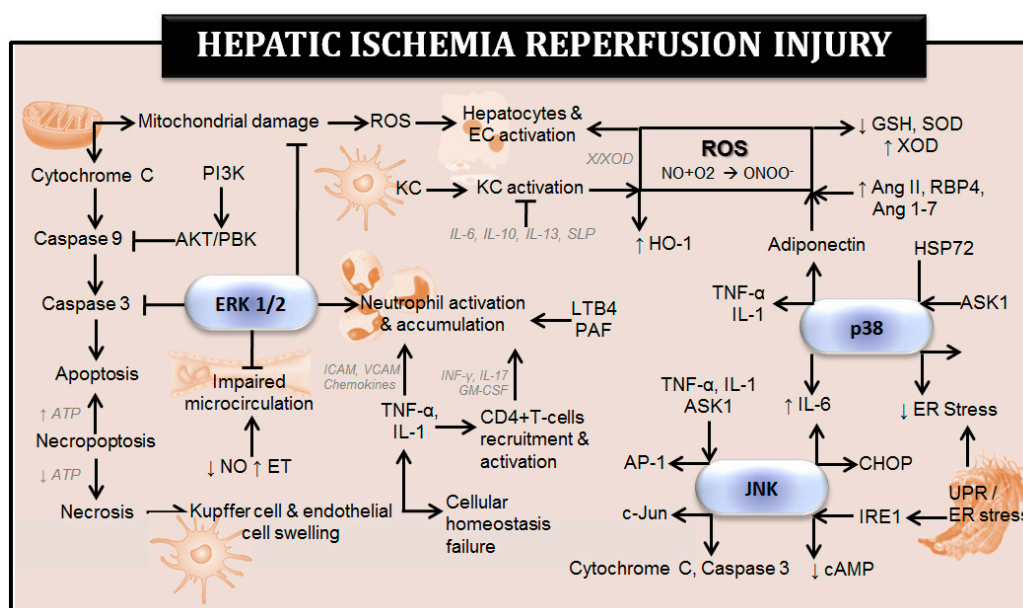 HEPATIC ISCHEMIA REPERFUSION INJURY
Mitochondrial damage
ROS
Hepatocytes &
EC activation
X/XOD
ROS
NO+O2 → ONOO-
↓ GSH, SOD
↑ XOD
Cytochrome C
PI3K
KC
KC activation
↑ Ang II, RBP4,
Ang 1-7
Caspase 9
AKT/PBK
IL-6, IL-10, IL-13, SLP
↑ HO-1
Adiponectin
HSP72
Caspase 3
ERK 1/2
Neutrophil activation
& accumulation
LTB4
PAF
TNF-α
IL-1
ASK1
p38
Apoptosis
Impaired
microcirculation
ICAM, VCAM
Chemokines
INF-γ, IL-17
GM-CSF
TNF-α, IL-1
ASK1
↑ IL-6
↓ ER Stress
↑ ATP
Necropoptosis
↓ ATP
↓ NO ↑ ET
TNF-α,
IL-1
CD4+T-cells
recruitment &
activation
AP-1
JNK
CHOP
Necrosis
Kupffer cell & endothelial
cell swelling
Cellular
homeostasis
failure
c-Jun
IRE1
UPR /
ER stress
Cytochrome C, Caspase 3
↓ cAMP